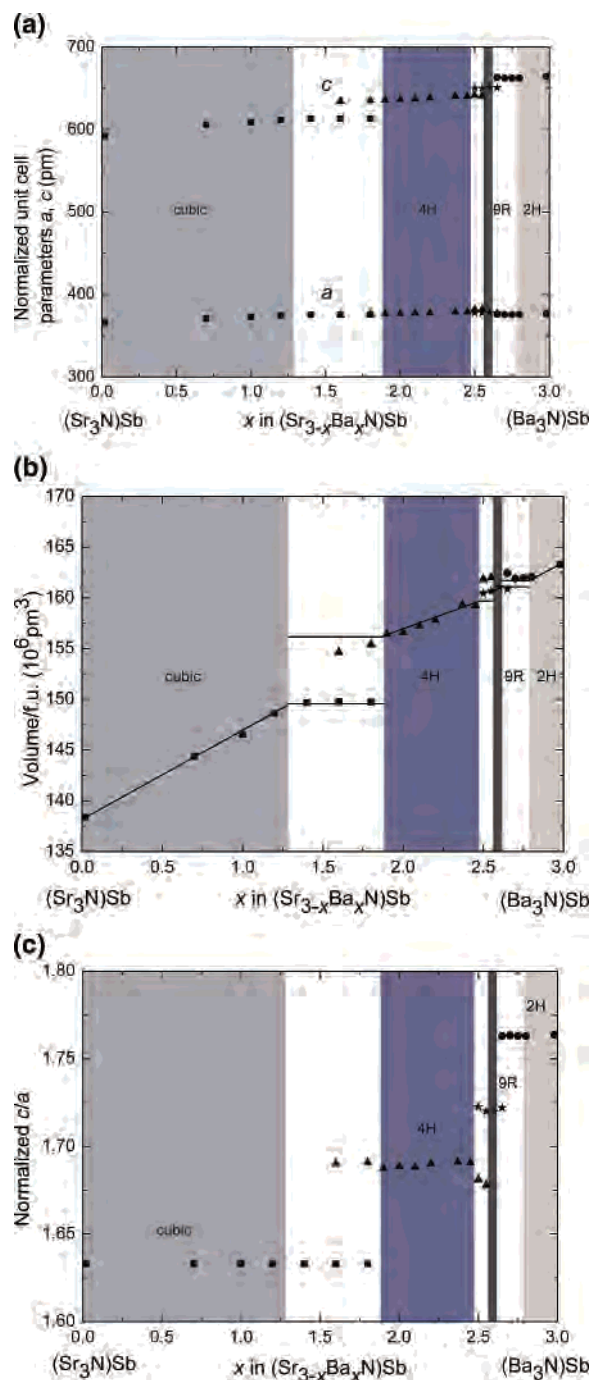 (a)
700
600
500
400
300
Normalized unit cell
parameters a, c (pm)
c
a
cubic
4H
9R
2H
0.0 0.5 1.0 1.5 2.0 2.5 3.0
(Sr₃N)Sb x in (Sr₃₋ₓBaₓN)Sb (Ba₃N)Sb
(b)
170
165
160
155
150
145
140
135
Volume/f.u. (10⁶pm³)
cubic
4H
9R
2H
0.0 0.5 1.0 1.5 2.0 2.5 3.0
(Sr₃N)Sb x in (Sr₃₋ₓBaₓN)Sb (Ba₃N)Sb
(c)
1.80
1.75
1.70
1.65
1.60
Normalized c/a
2H
9R
4H
cubic
0.0 0.5 1.0 1.5 2.0 2.5 3.0
(Sr₃N)Sb x in (Sr₃₋ₓBaₓN)Sb (Ba₃N)Sb